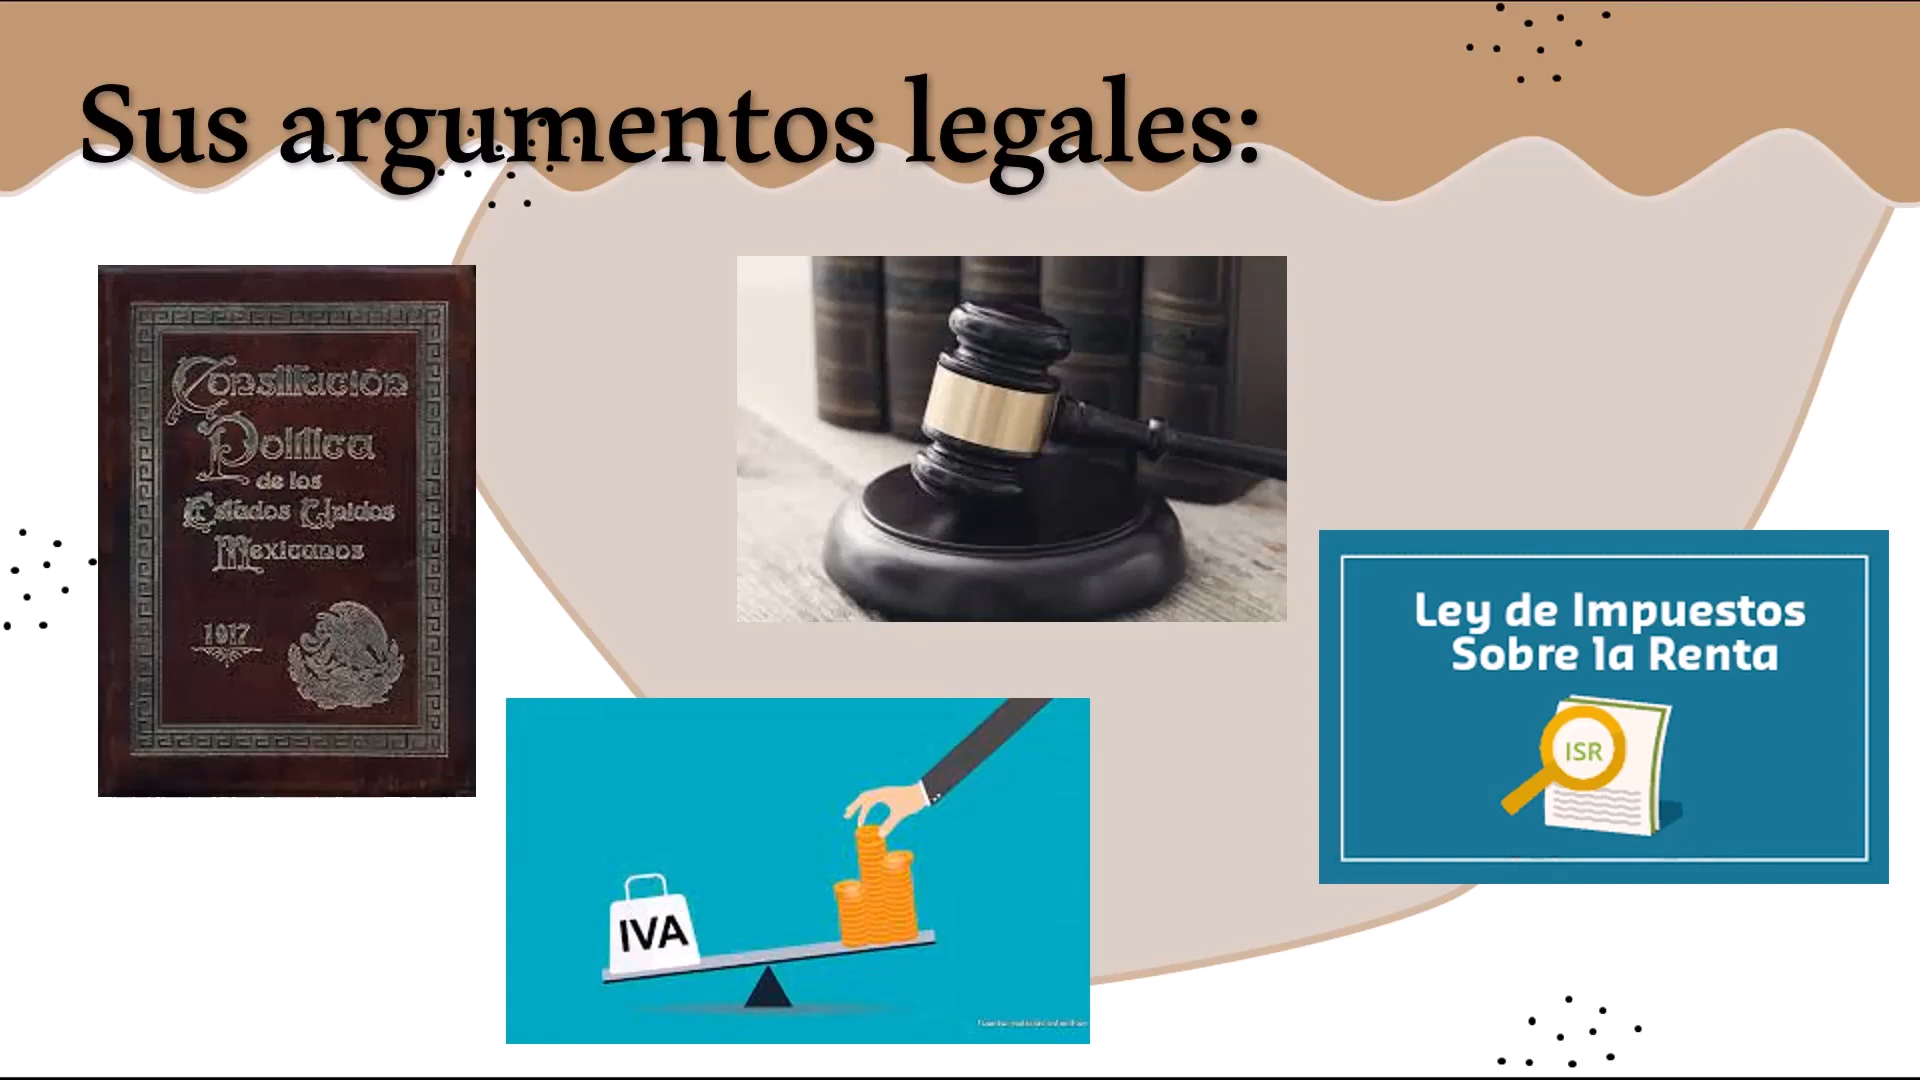 Sus argumentos legales:
Constitución
Política
de los
Estados Unidos
Mexicanos
1917
Ley de Impuestos
Sobre la Renta
ISR
IVA